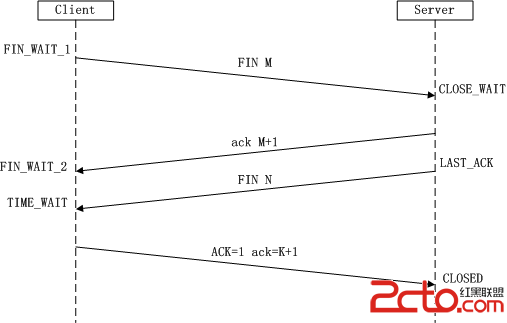 Client
Server
FIN_WAIT_1
FIN M
CLOSE_WAIT
ack M+1
FIN_WAIT_2
LAST_ACK
FIN N
TIME_WAIT
ACK=1 ack=K+1
CLOSED
2cto.com
红黑联盟